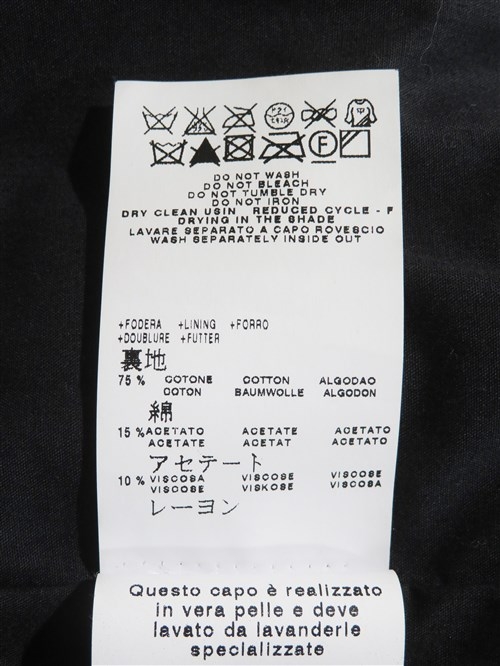 DO NOT WASH
DO NOT BLEACH
DO NOT TUMBLE DRY
DO NOT IRON
DRY CLEAN USIN REDUCED CYCLE - F
DRYING IN THE SHADE
LAVARE SEPARATO A CAPO ROVESCIO
WASH SEPARATELY INSIDE OUT
+FODERA +LINING +FORRO
+DOUBLURE +FUTTER
裏地
75 % COTONE COTTON ALGODAO
COTON BAUMWOLLE ALGODON
綿
15 % ACETATO ACETATE ACETATO
ACETATE ACETAT ACETATO
アセテート
10 % VISCOSA VISCOSE VISCOSE
VISCOSE VISKOSE VISCOSA
レーヨン
Questo capo è realizzato
in vera pelle e deve
lavato da lavanderle
specializzate